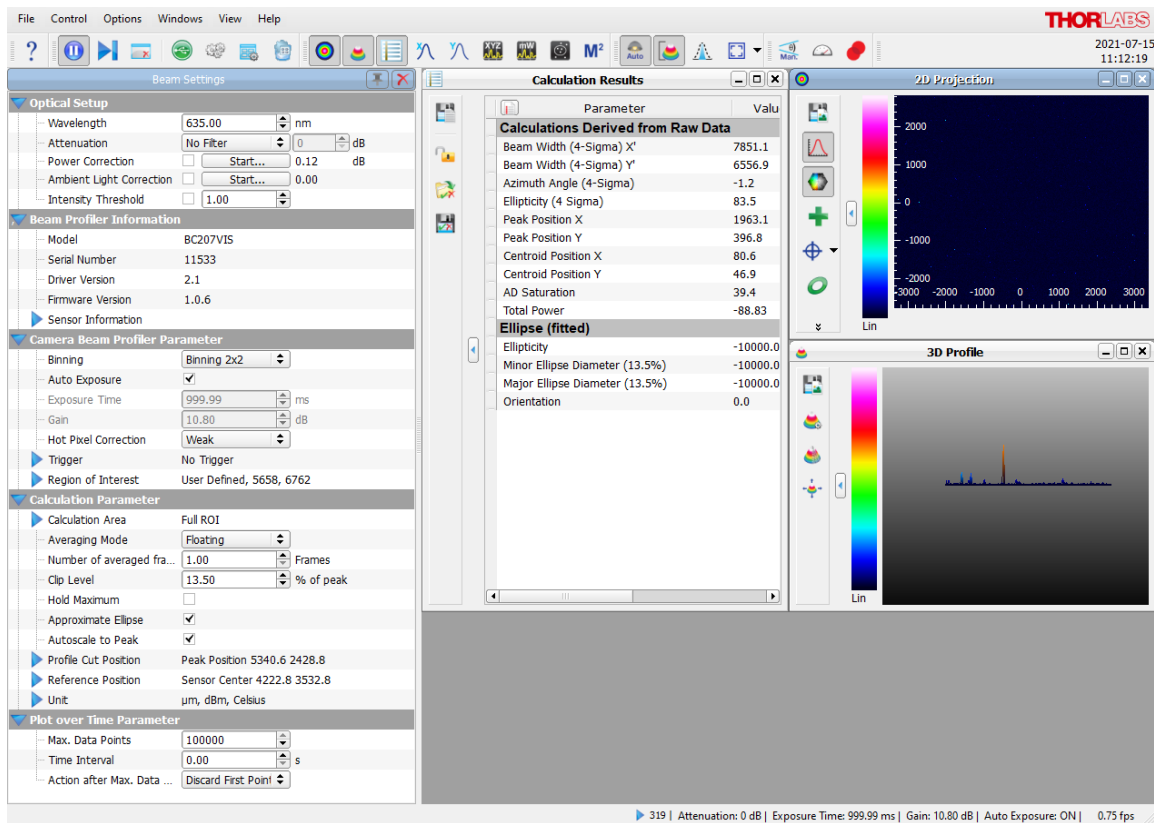 File Control Options Windows View Help
THORLABS
? XYZ mW M² Auto Man.
2021-07-15
11:12:19
Beam Settings
Optical Setup
Wavelength 635.00 nm
Attenuation No Filter 0 dB
Power Correction Start... 0.12 dB
Ambient Light Correction Start... 0.00
Intensity Threshold 1.00
Beam Profiler Information
Model BC207VIS
Serial Number 11533
Driver Version 2.1
Firmware Version 1.0.6
Sensor Information
Camera Beam Profiler Parameter
Binning Binning 2x2
Auto Exposure
Exposure Time 999.99 ms
Gain 10.80 dB
Hot Pixel Correction Weak
Trigger No Trigger
Region of Interest User Defined, 5658, 6762
Calculation Parameter
Calculation Area Full ROI
Averaging Mode Floating
Number of averaged fra... 1.00 Frames
Clip Level 13.50 % of peak
Hold Maximum
Approximate Ellipse
Autoscale to Peak
Profile Cut Position Peak Position 5340.6 2428.8
Reference Position Sensor Center 4222.8 3532.8
Unit µm, dBm, Celsius
Plot over Time Parameter
Max. Data Points 100000
Time Interval 0.00 s
Action after Max. Data ... Discard First Point
Calculation Results
Parameter Valu
Calculations Derived from Raw Data
Beam Width (4-Sigma) X' 7851.1
Beam Width (4-Sigma) Y' 6556.9
Azimuth Angle (4-Sigma) -1.2
Ellipticity (4 Sigma) 83.5
Peak Position X 1963.1
Peak Position Y 396.8
Centroid Position X 80.6
Centroid Position Y 46.9
AD Saturation 39.4
Total Power -88.83
Ellipse (fitted)
Ellipticity -10000.0
Minor Ellipse Diameter (13.5%) -10000.0
Major Ellipse Diameter (13.5%) -10000.0
Orientation 0.0
2D Projection
2000
1000
0
-1000
-2000
-3000 -2000 -1000 0 1000 2000 3000
Lin
3D Profile
Lin
319 | Attenuation: 0 dB | Exposure Time: 999.99 ms | Gain: 10.80 dB | Auto Exposure: ON | 0.75 fps